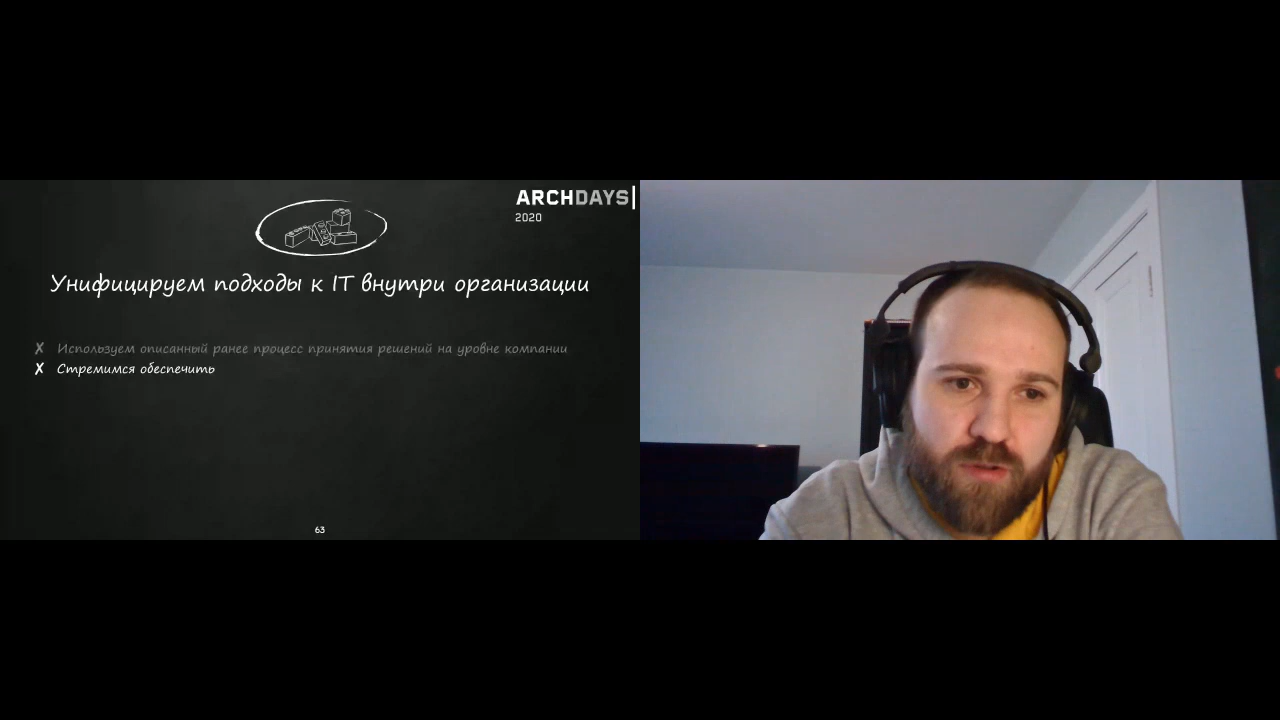 ARCHDAYS
2020
Унифицируем подходы к IT внутри организации
✗ Используем описанный ранее процесс принятия решений на уровне компании
✗ Стремимся обеспечить
63